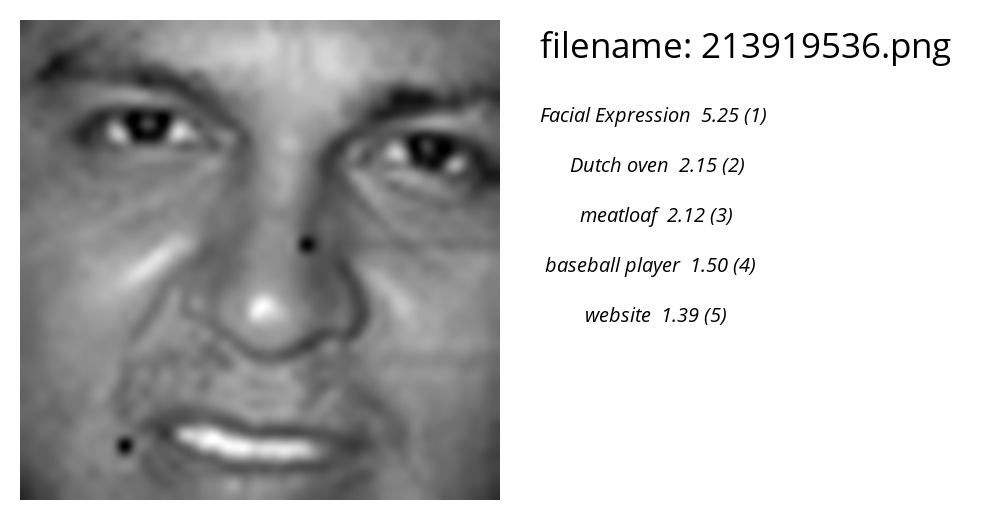 filename: 213919536.png
Facial Expression  5.25 (1)
Dutch oven  2.15 (2)
meatloaf  2.12 (3)
baseball player  1.50 (4)
website  1.39 (5)